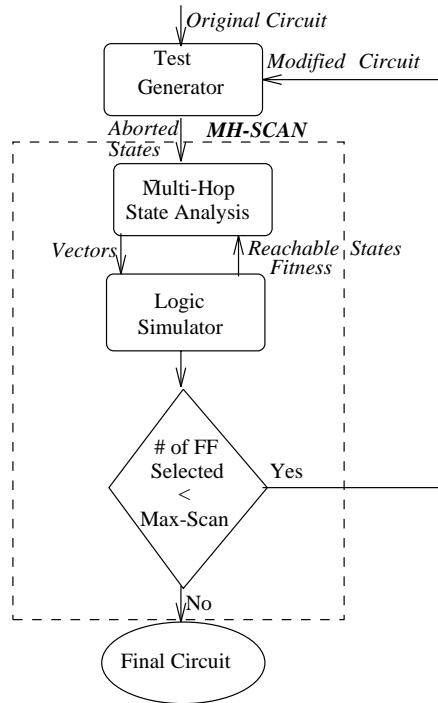 Original Circuit
Test
Generator
Modified Circuit
Aborted
States
MH-SCAN
Multi-Hop
State Analysis
Vectors
Reachable States
Fitness
Logic
Simulator
# of FF
Selected
<
Max-Scan
Yes
No
Final Circuit